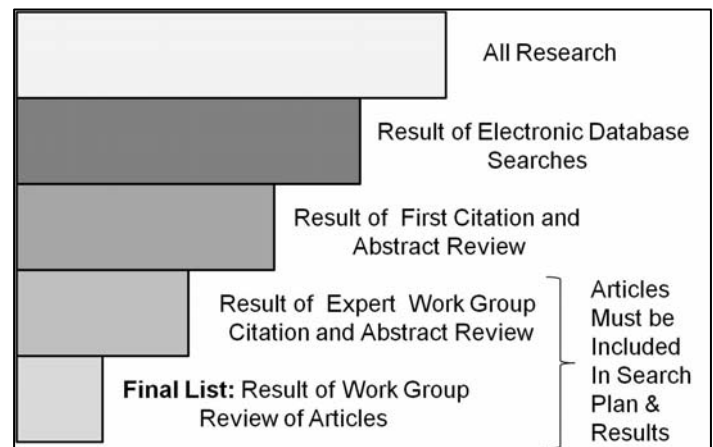 All Research
Result of Electronic Database
Searches
Result of First Citation and
Abstract Review
Result of Expert Work Group
Citation and Abstract Review
Final List: Result of Work Group
Review of Articles
Articles
Must be
Included
In Search
Plan &
Results